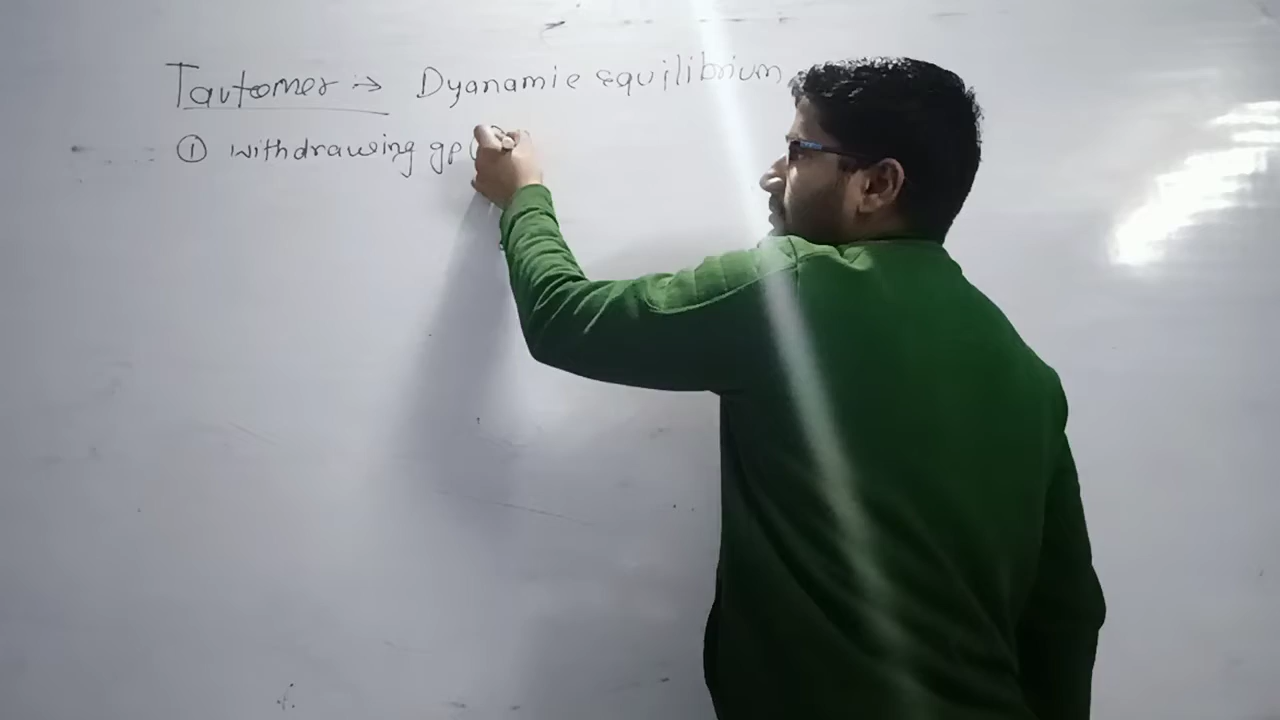 Tautomer :→ Dyanamic equilibrium
① withdrawing gp (